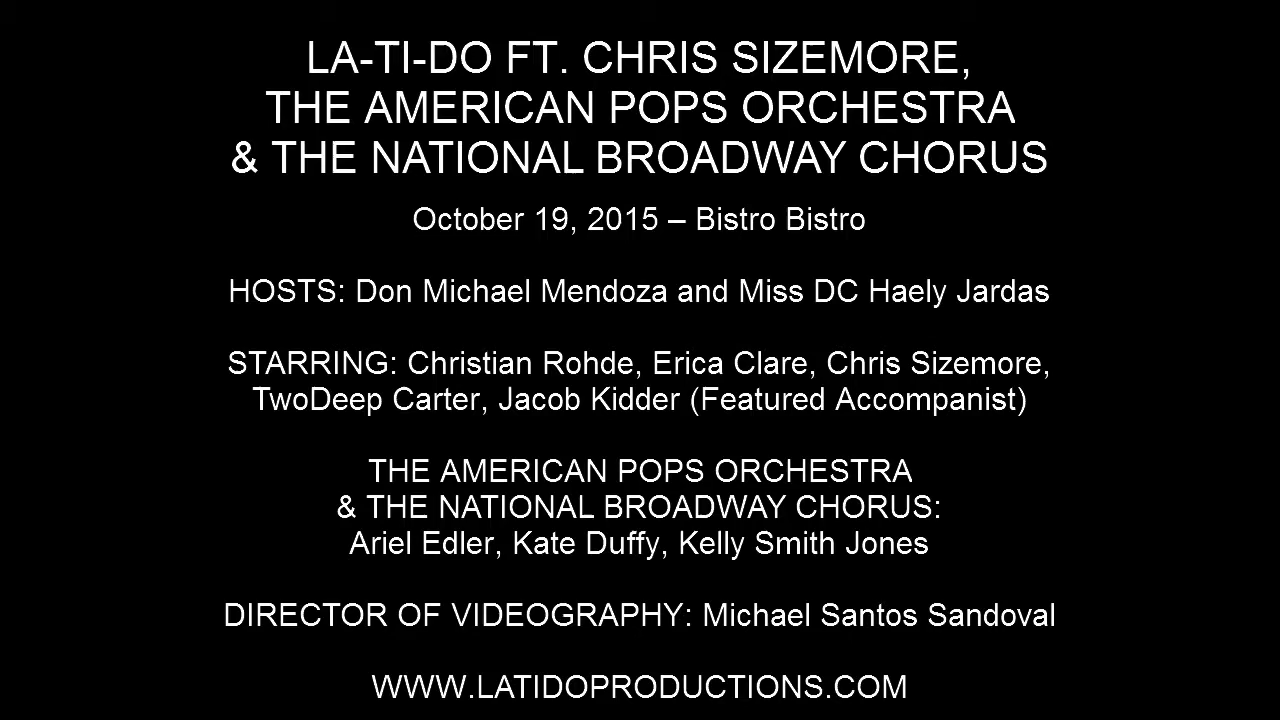 LA-TI-DO FT. CHRIS SIZEMORE,
THE AMERICAN POPS ORCHESTRA
& THE NATIONAL BROADWAY CHORUS
October 19, 2015 – Bistro Bistro
HOSTS: Don Michael Mendoza and Miss DC Haely Jardas
STARRING: Christian Rohde, Erica Clare, Chris Sizemore,
TwoDeep Carter, Jacob Kidder (Featured Accompanist)
THE AMERICAN POPS ORCHESTRA
& THE NATIONAL BROADWAY CHORUS:
Ariel Edler, Kate Duffy, Kelly Smith Jones
DIRECTOR OF VIDEOGRAPHY: Michael Santos Sandoval
WWW.LATIDOPRODUCTIONS.COM